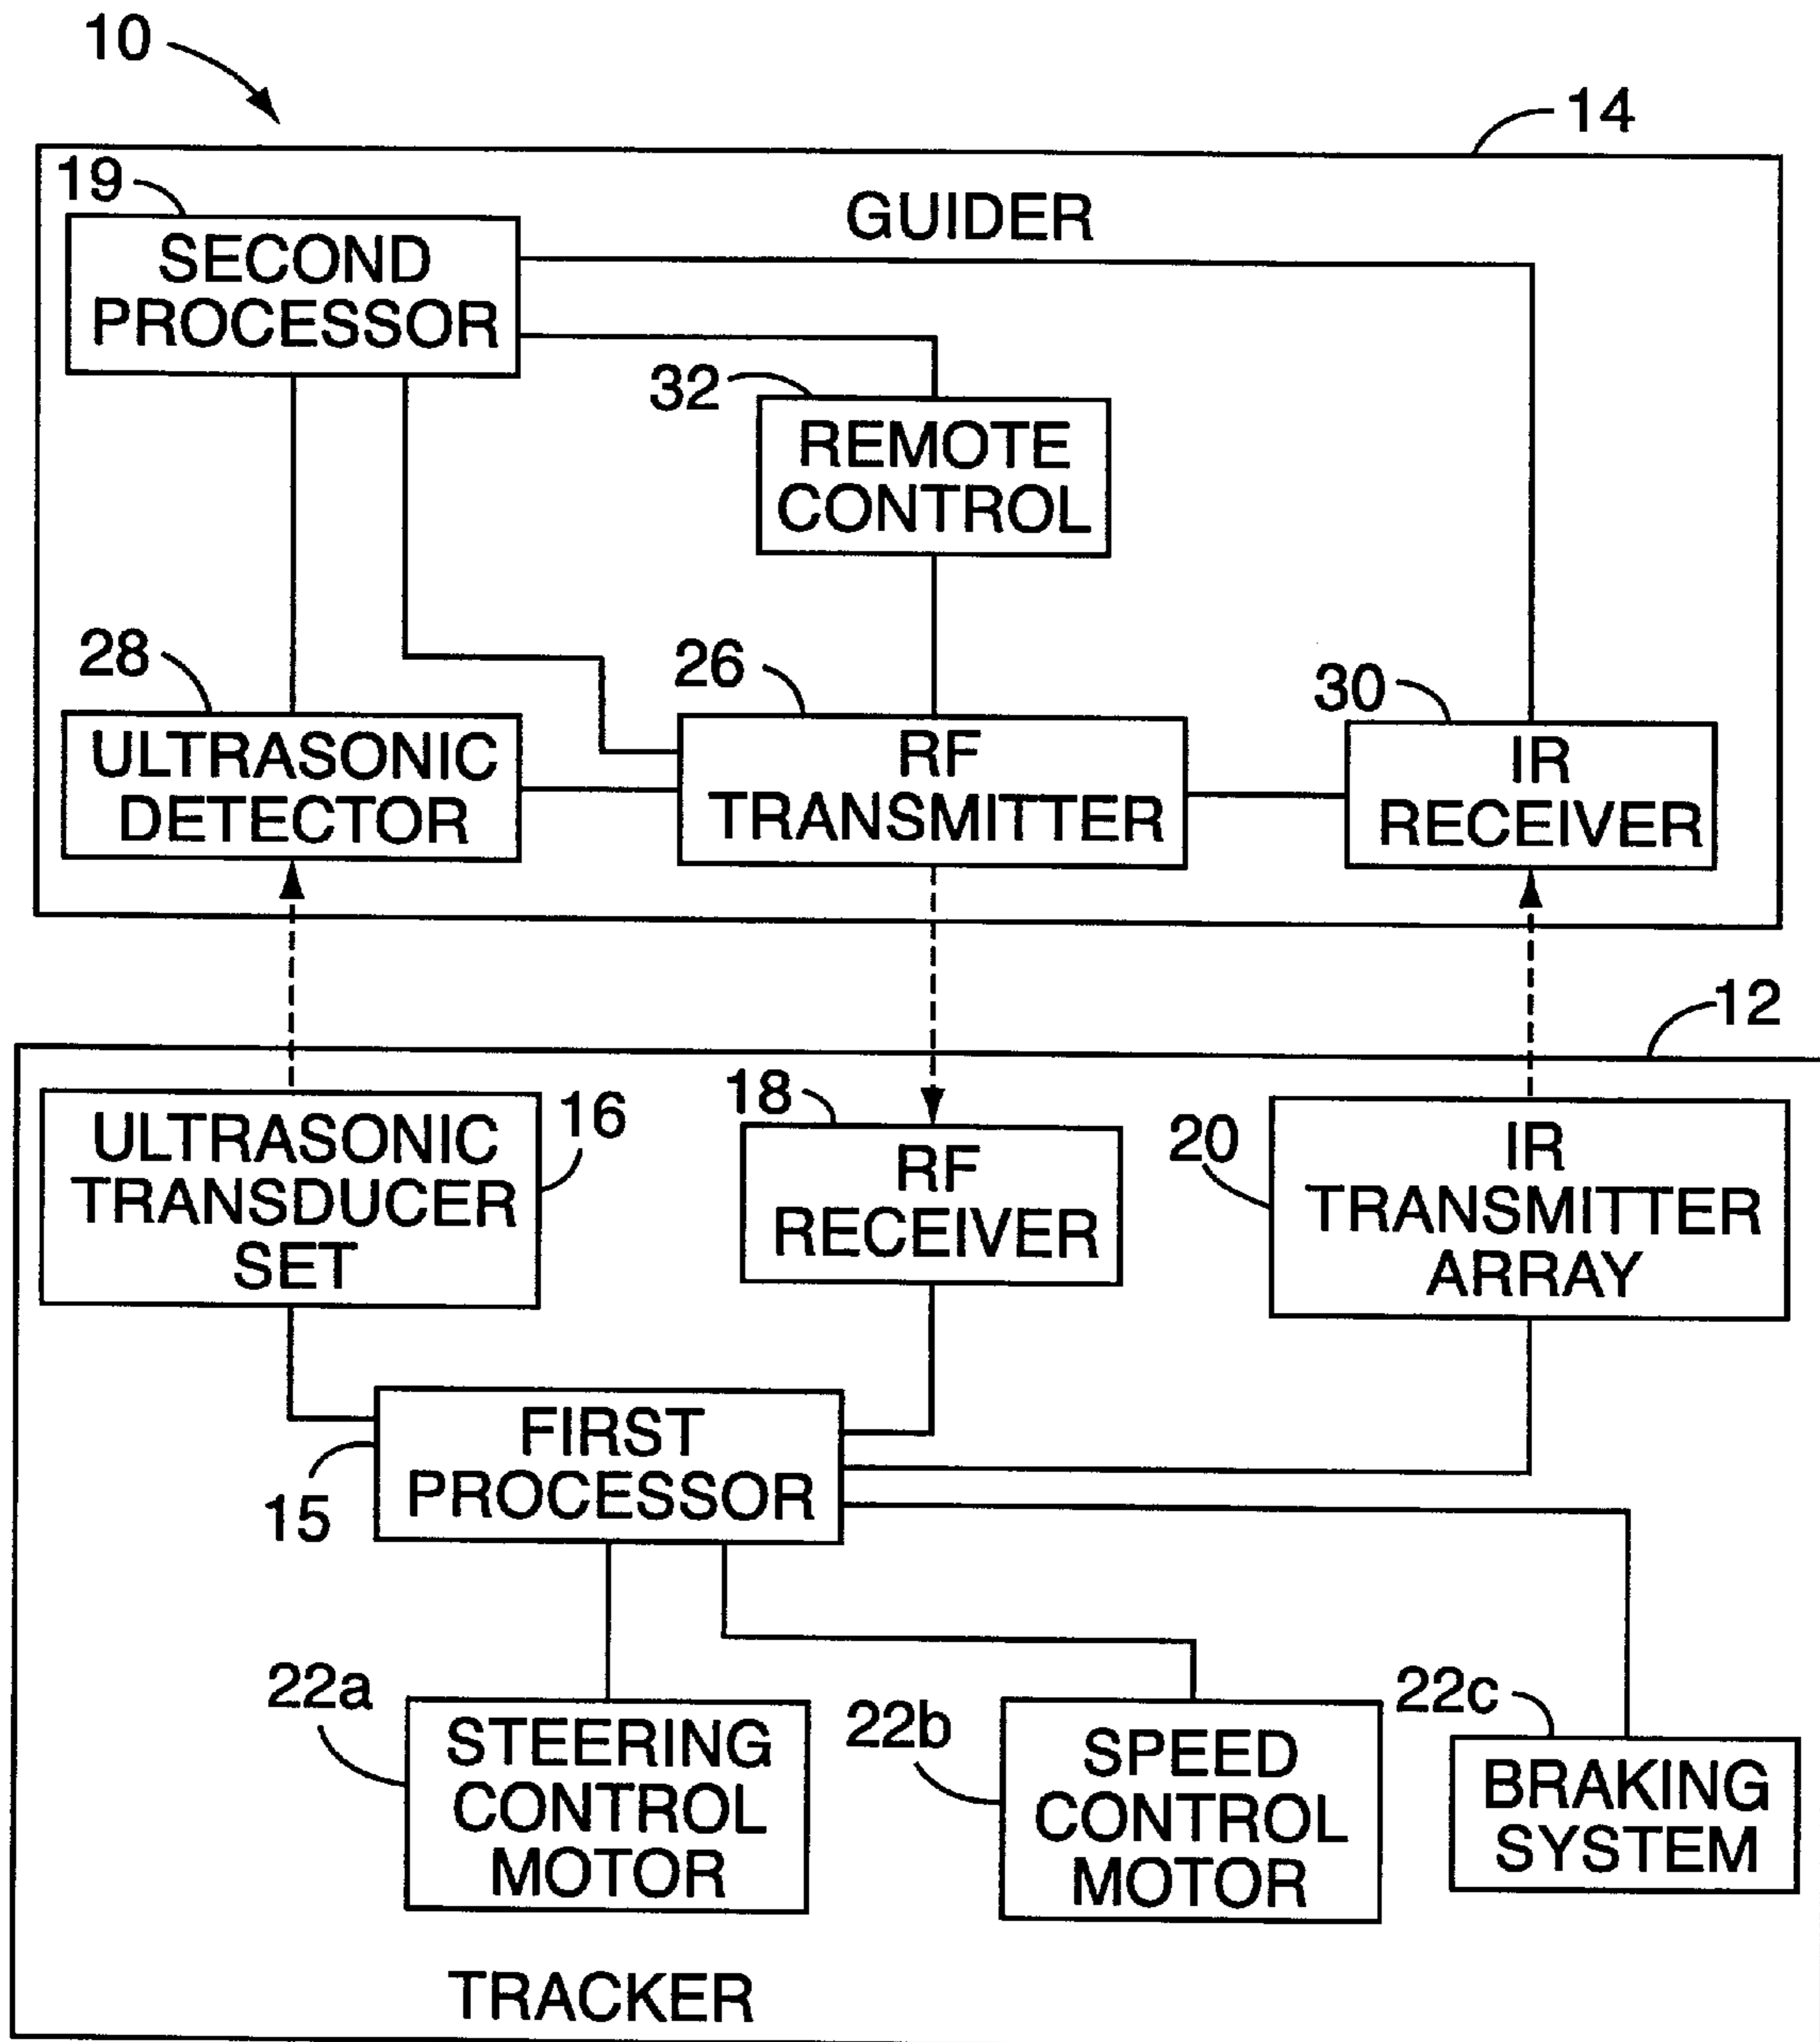 10
14
19
GUIDER
SECOND
PROCESSOR
32
REMOTE
CONTROL
28
26
30
ULTRASONIC
DETECTOR
RF
TRANSMITTER
IR
RECEIVER
12
16
18
20
ULTRASONIC
TRANSDUCER
SET
RF
RECEIVER
IR
TRANSMITTER
ARRAY
FIRST
PROCESSOR
15
22a
22b
22c
STEERING
CONTROL
MOTOR
SPEED
CONTROL
MOTOR
BRAKING
SYSTEM
TRACKER